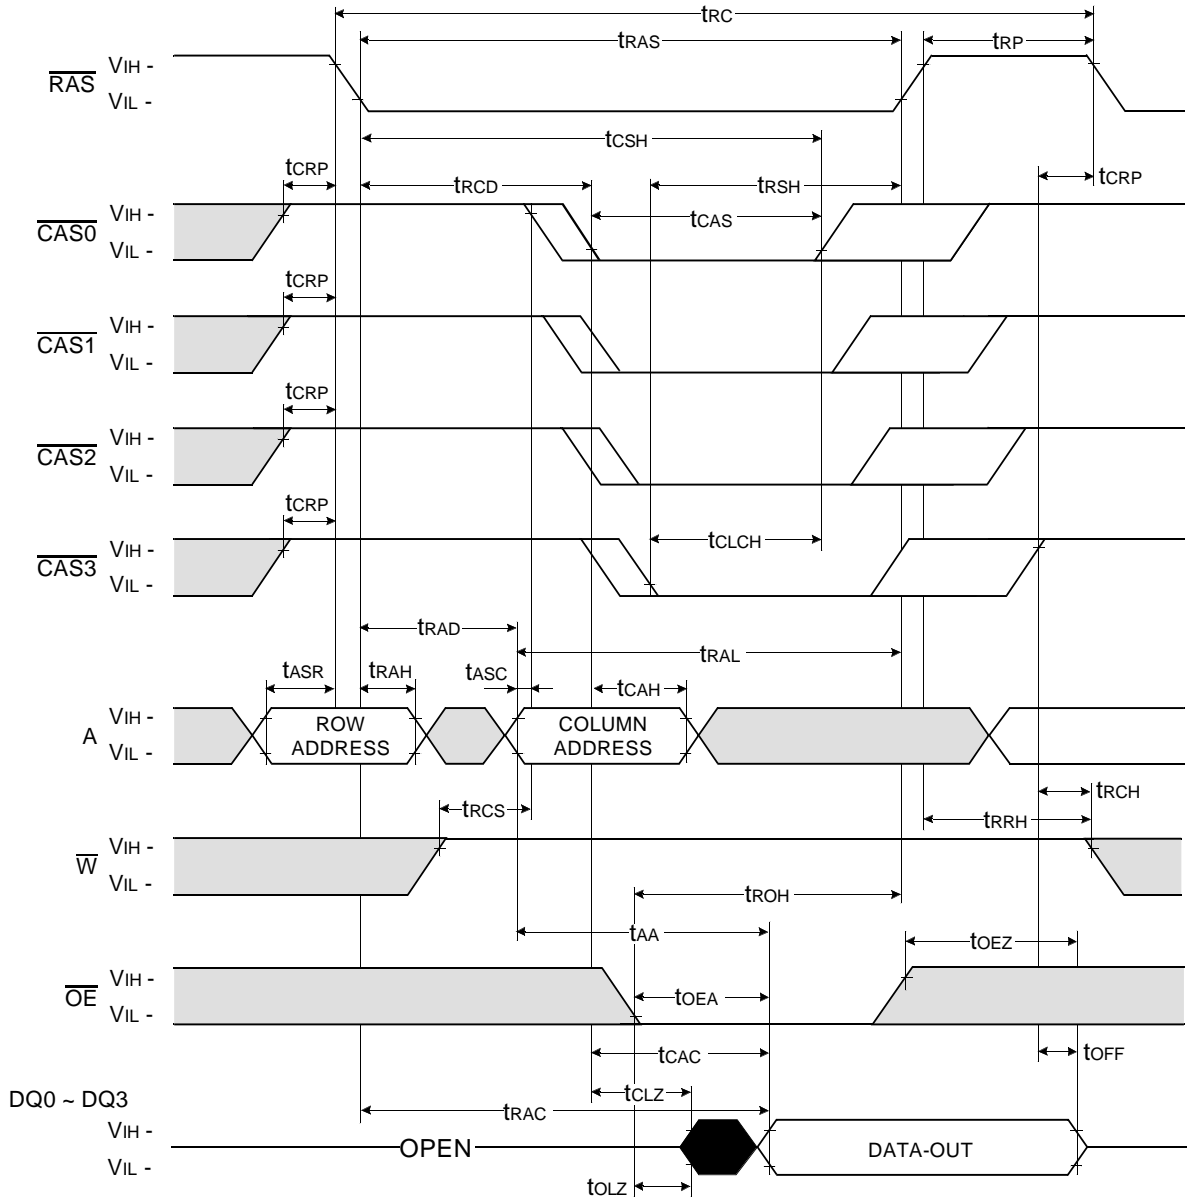 tRC
tRAS
tRP
RAS
VIH -
VIL -
tCSH
tCRP
tRCD
tRSH
tCRP
CAS0
VIH -
VIL -
tCAS
tCRP
CAS1
VIH -
VIL -
tCRP
CAS2
VIH -
VIL -
tCRP
CAS3
VIH -
VIL -
tCLCH
tRAD
tRAL
tASR
tRAH
tASC
tCAH
A
VIH -
VIL -
ROW
ADDRESS
COLUMN
ADDRESS
tRCS
tRCH
tRRH
W
VIH -
VIL -
tROH
tAA
tOEZ
OE
VIH -
VIL -
tOEA
tCAC
tOFF
tCLZ
DQ0 ~ DQ3
tRAC
VIH -
VIL -
OPEN
DATA-OUT
tOLZ